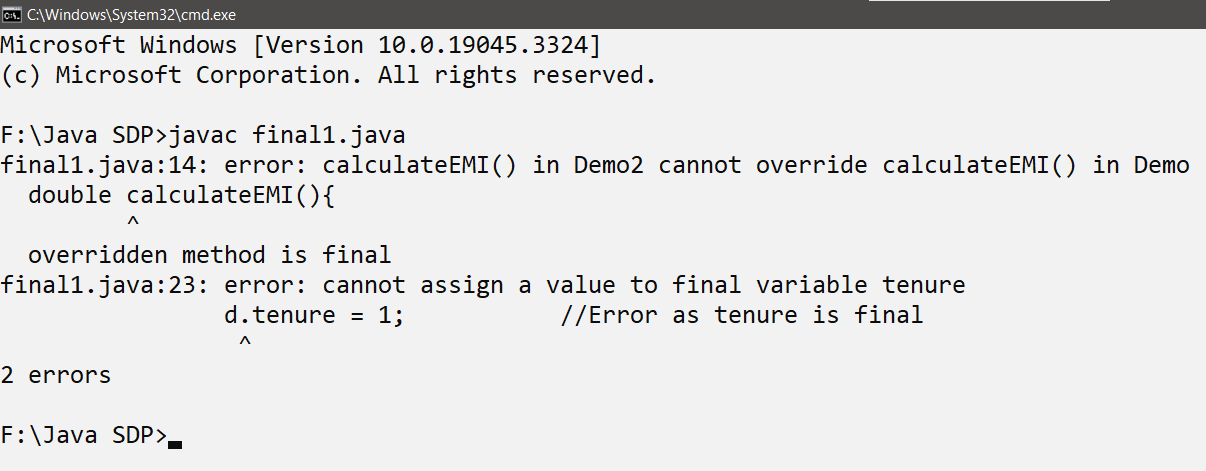 C:\Windows\System32\cmd.exe
Microsoft Windows [Version 10.0.19045.3324]
(c) Microsoft Corporation. All rights reserved.
F:\Java SDP>javac final1.java
final1.java:14: error: calculateEMI() in Demo2 cannot override calculateEMI() in Demo
  double calculateEMI(){
         ^
  overridden method is final
final1.java:23: error: cannot assign a value to final variable tenure
                d.tenure = 1;           //Error as tenure is final
                 ^
2 errors
F:\Java SDP>